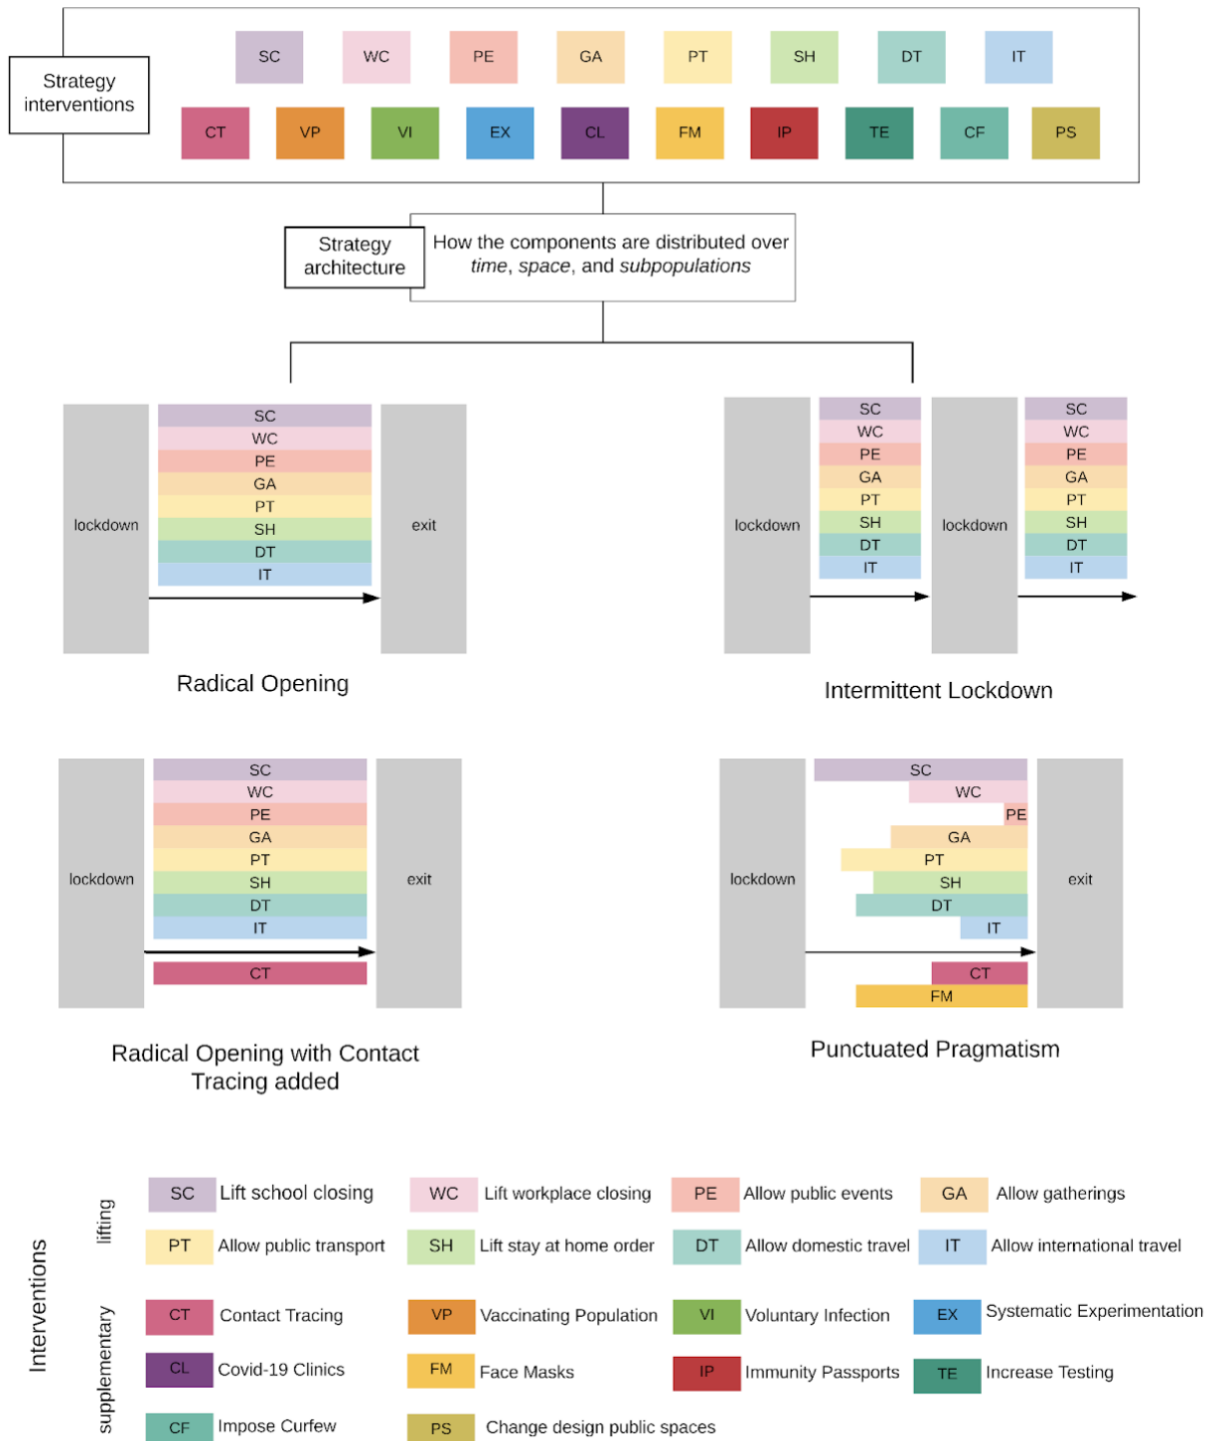 SC WC PE GA PT SH DT IT
Strategy
interventions
CT VP VI EX CL FM IP TE CF PS
Strategy
architecture
How the components are distributed over
time, space, and subpopulations
lockdown
SC
WC
PE
GA
PT
SH
DT
IT
exit
Radical Opening
lockdown
SC
WC
PE
GA
PT
SH
DT
IT
lockdown
SC
WC
PE
GA
PT
SH
DT
IT
Intermittent Lockdown
lockdown
SC
WC
PE
GA
PT
SH
DT
IT
CT
exit
Radical Opening with Contact
Tracing added
lockdown
SC
WC
PE
GA
PT
SH
DT
IT
CT
FM
exit
Punctuated Pragmatism
Interventions
lifting
SC Lift school closing WC Lift workplace closing PE Allow public events GA Allow gatherings
PT Allow public transport SH Lift stay at home order DT Allow domestic travel IT Allow international travel
supplementary
CT Contact Tracing VP Vaccinating Population VI Voluntary Infection EX Systematic Experimentation
CL Covid-19 Clinics FM Face Masks IP Immunity Passports TE Increase Testing
CF Impose Curfew PS Change design public spaces